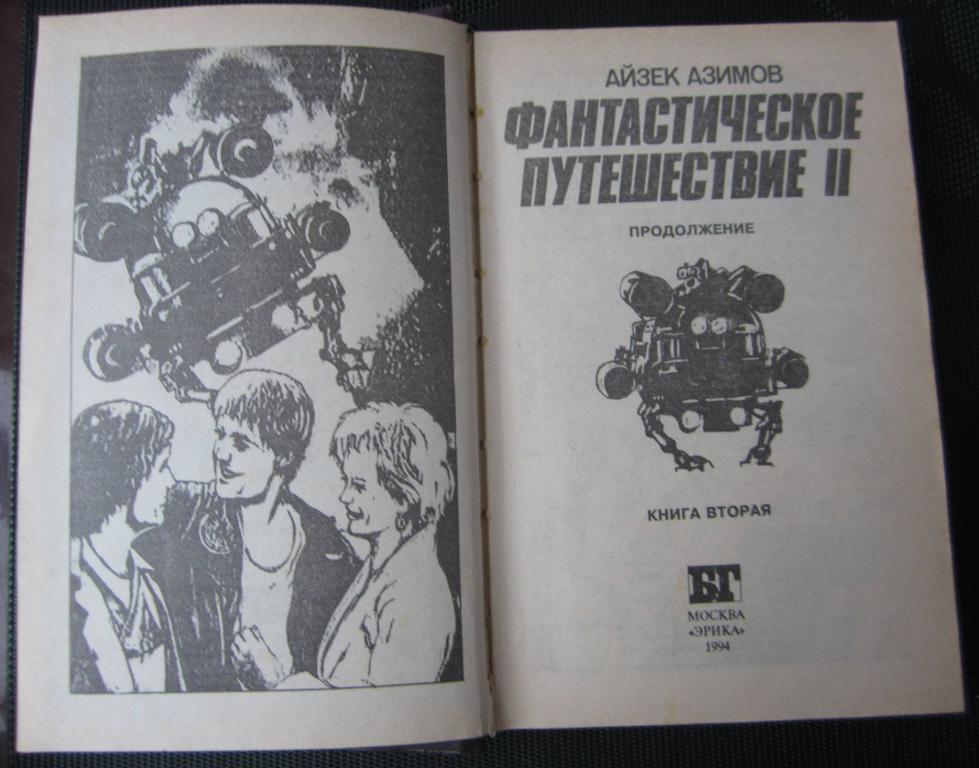 АЙЗЕК АЗИМОВ
ФАНТАСТИЧЕСКОЕ
ПУТЕШЕСТВИЕ II
ПРОДОЛЖЕНИЕ
КНИГА ВТОРАЯ
БГ
МОСКВА
«ЭРИКА»
1994